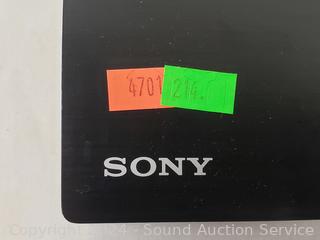 4701 214.
SONY
Copyright 2024 - Sound Auction Service